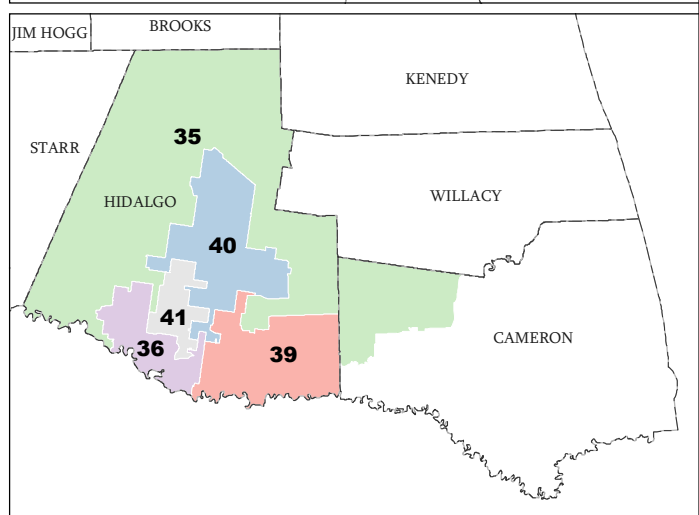 JIM HOGG
BROOKS
KENEDY
STARR
35
HIDALGO
WILLACY
40
41
36
39
CAMERON